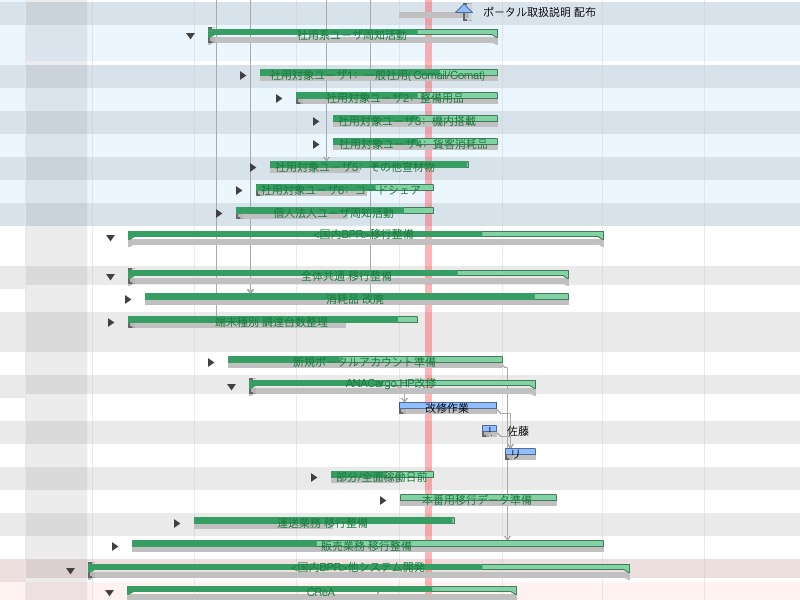 ポータル取扱説明 配布
社用系ユーザ周知活動
社用対象ユーザ1：一般社用( Comail/Comat)
社用対象ユーザ2：整備用品
社用対象ユーザ3：機内搭載
社用対象ユーザ4：貨客消耗品
社用対象ユーザ5：その他宣材物
社用対象ユーザ6：コードシェア
個人法人ユーザ周知活動
<国内BPR>移行整備
全体共通 移行整備
消耗品 改廃
端末種別 調達台数整理
新規ポータルアカウント準備
ANACargo HP改修
改修作業
佐藤
リ
部分/全面稼働日前
本番用移行データ準備
運送業務 移行整備
販売業務 移行整備
<国内BPR>他システム開発
CReA